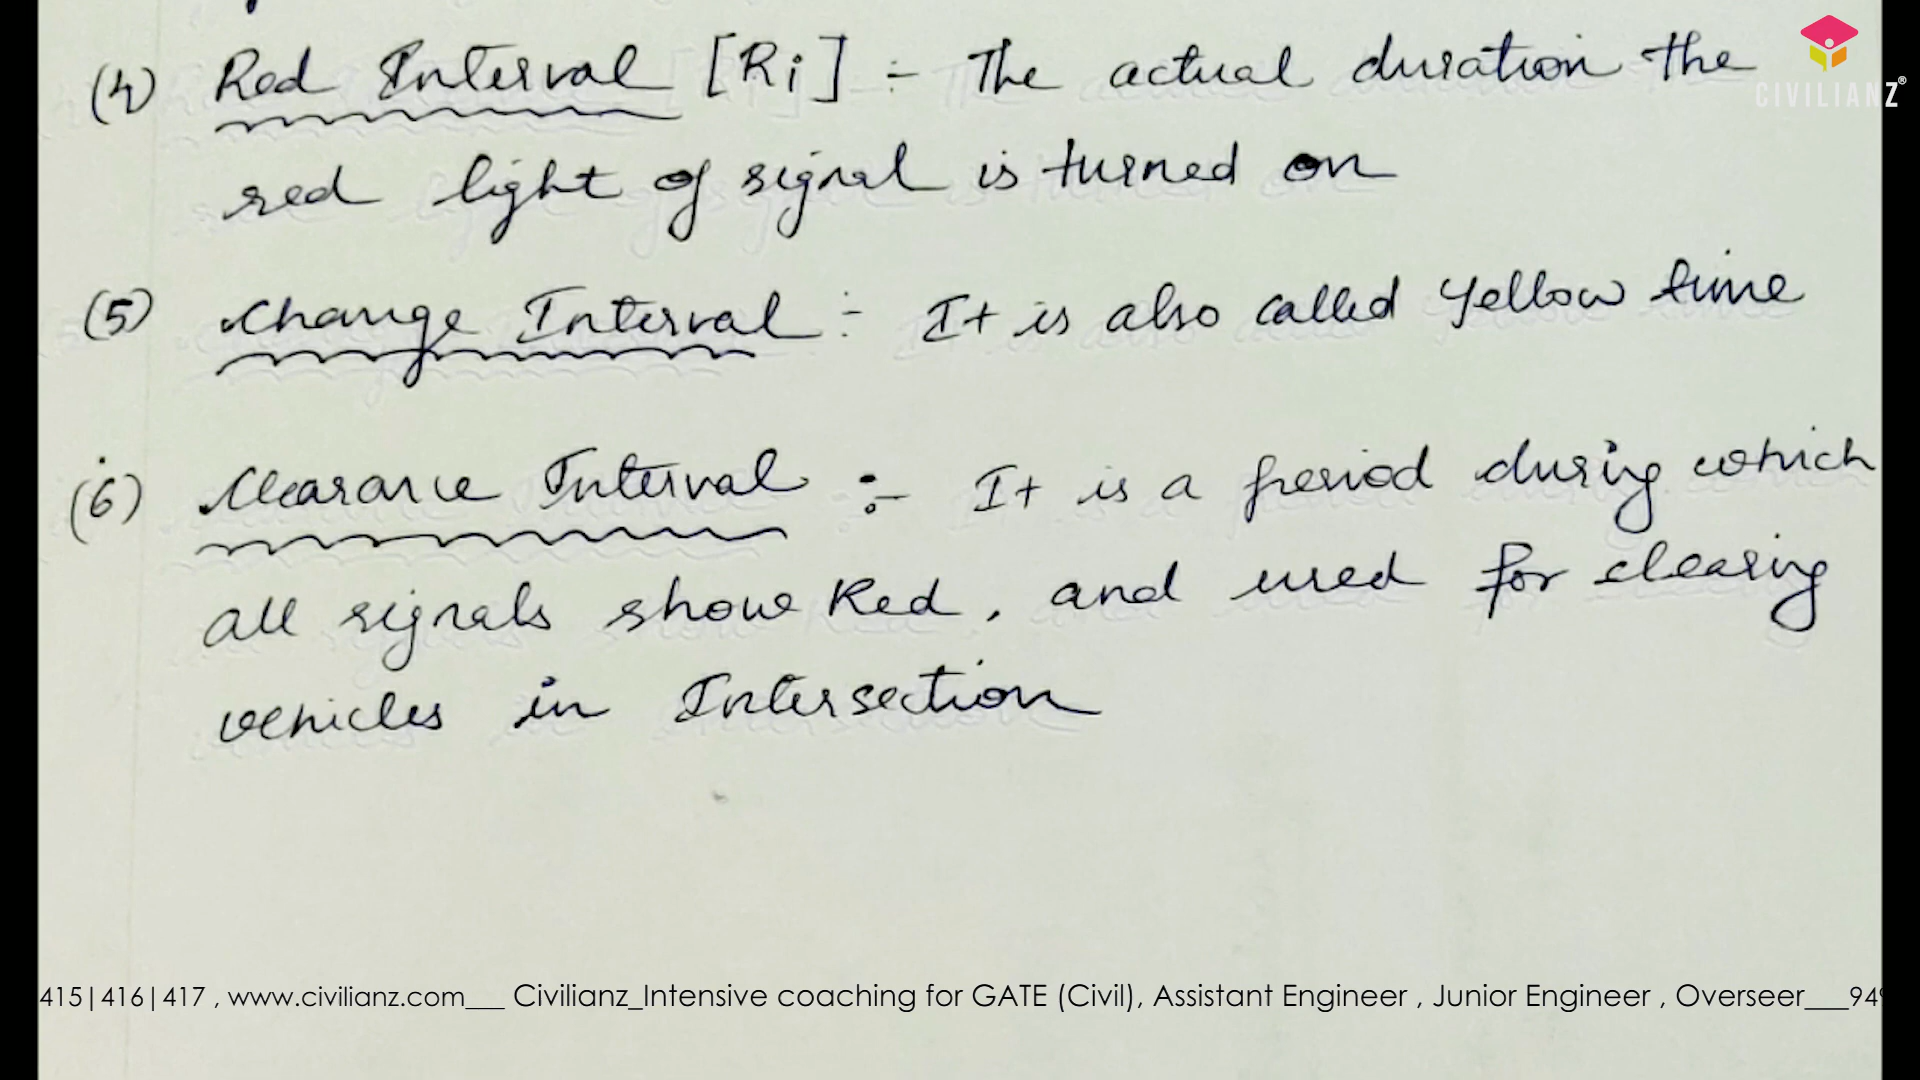 (4) Red Interval [Ri] :- The actual duration the
red light of signal is turned on
(5) Change Interval :- It is also called Yellow time
(6) Clearance Interval :- It is a period during which
all signals show Red, and used for clearing
vehicles in Intersection
CIVILIANZ®
415|416|417 , www.civilianz.com___ Civilianz_Intensive coaching for GATE (Civil), Assistant Engineer , Junior Engineer , Overseer___949